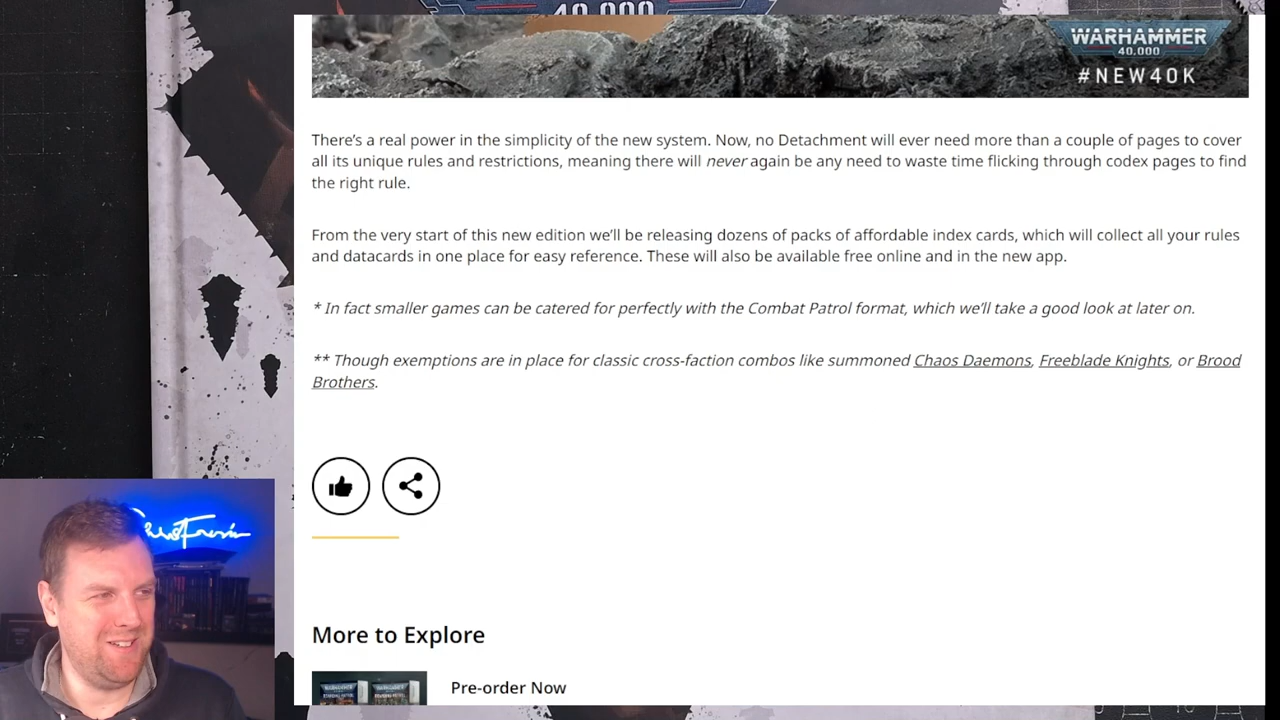 40,000
WARHAMMER
40,000
#NEW40K
There's a real power in the simplicity of the new system. Now, no Detachment will ever need more than a couple of pages to cover
all its unique rules and restrictions, meaning there will never again be any need to waste time flicking through codex pages to find
the right rule.
From the very start of this new edition we'll be releasing dozens of packs of affordable index cards, which will collect all your rules
and datacards in one place for easy reference. These will also be available free online and in the new app.
* In fact smaller games can be catered for perfectly with the Combat Patrol format, which we'll take a good look at later on.
** Though exemptions are in place for classic cross-faction combos like summoned Chaos Daemons, Freeblade Knights, or Brood
Brothers.
More to Explore
Pre-order Now